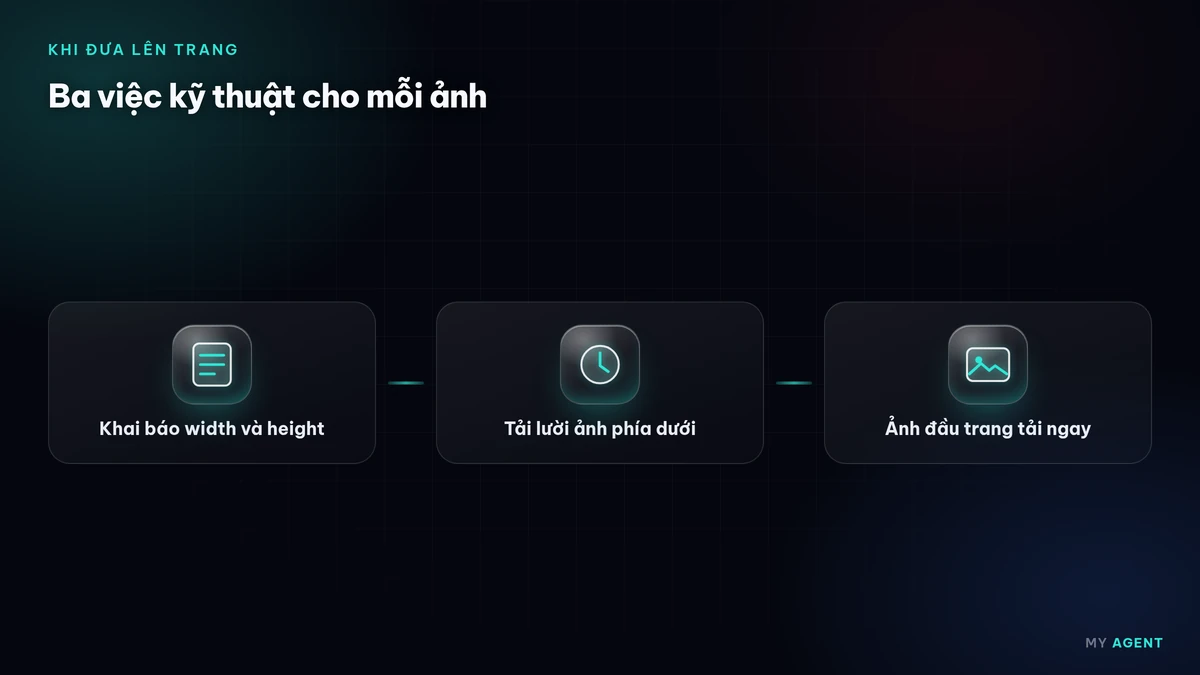 KHI ĐƯA LÊN TRANG
Ba việc kỹ thuật cho mỗi ảnh
Khai báo width và height
Tải lười ảnh phía dưới
Ảnh đầu trang tải ngay
MY AGENT